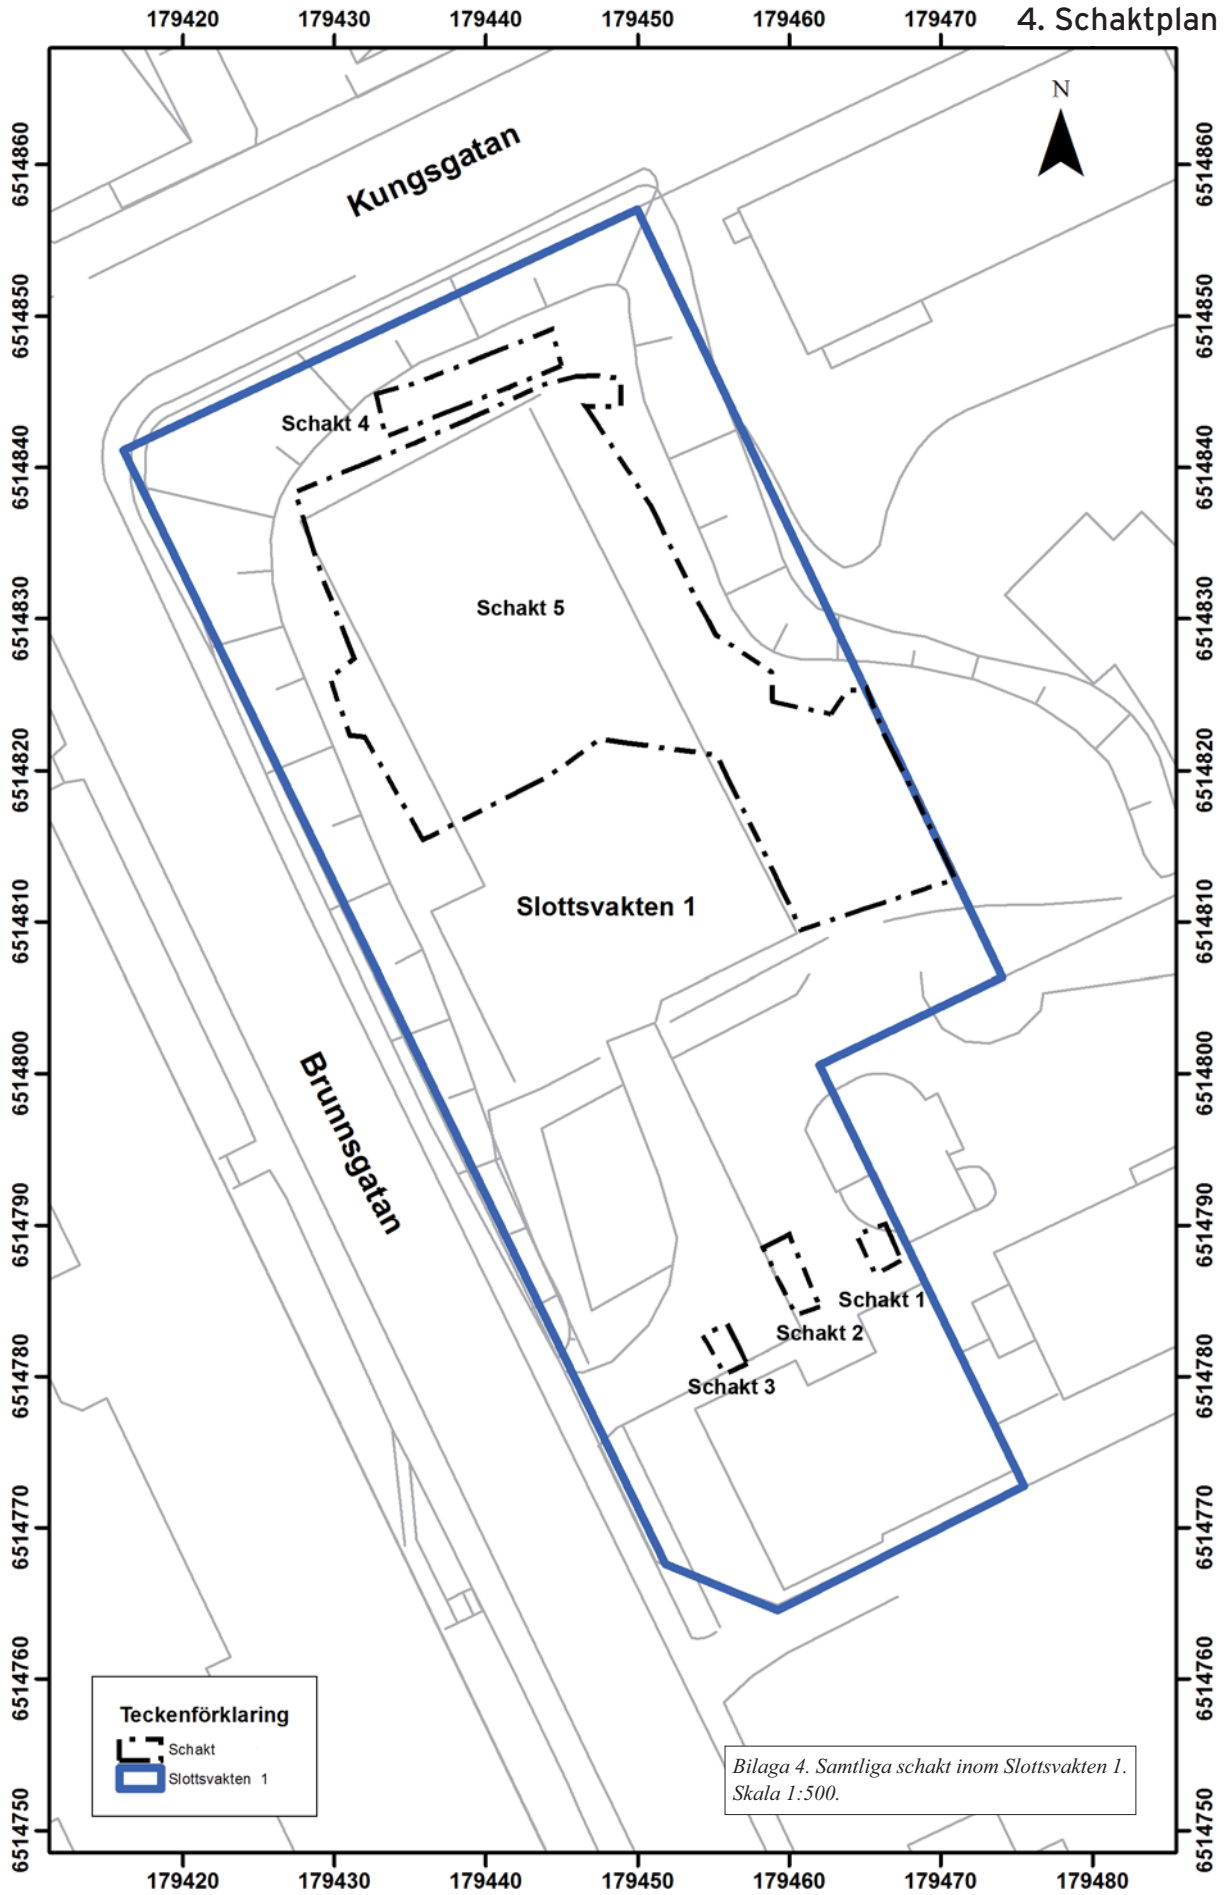 4. Schaktplan
179420 179430 179440 179450 179460 179470
N
6514860 6514860
Kungsgatan
6514850 6514850
Schakt 4
6514840 6514840
6514830 6514830
Schakt 5
6514820 6514820
Slottsvakten 1
6514810 6514810
6514800 6514800
Brunnsgatan
6514790 6514790
Schakt 1
Schakt 2
6514780 6514780
Schakt 3
6514770 6514770
6514760 6514760
Teckenförklaring
Schakt
Slottsvakten 1
Bilaga 4. Samtliga schakt inom Slottsvakten 1.
Skala 1:500.
6514750 6514750
179420 179430 179440 179450 179460 179470 179480